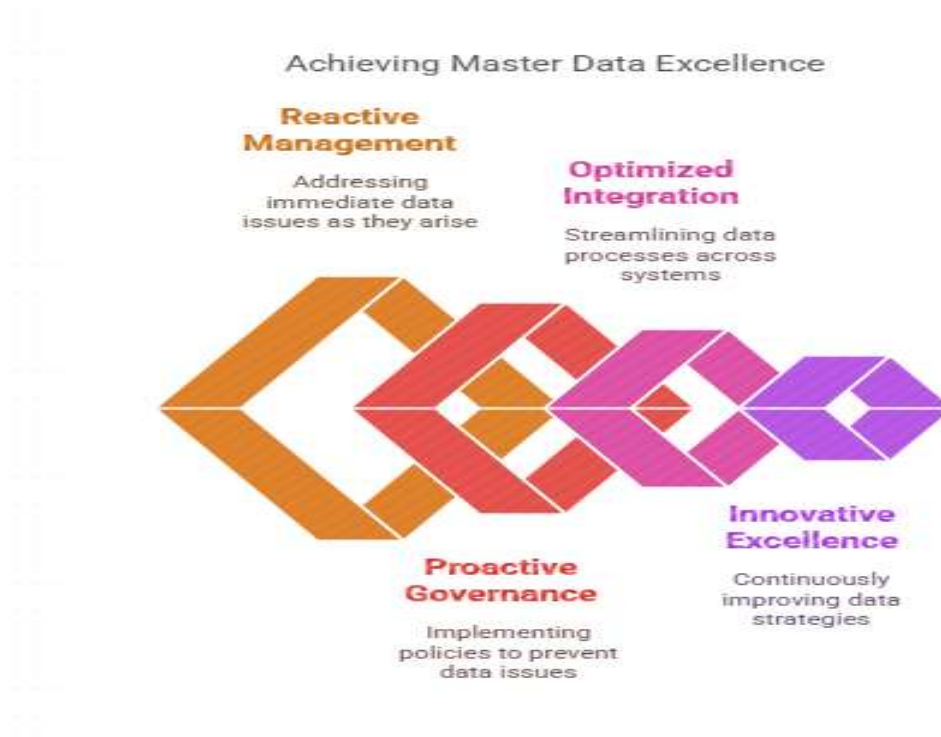 Achieving Master Data Excellence
Reactive
Management
Addressing
immediate data
issues as they arise
Optimized
Integration
Streamlining data
processes across
systems
Proactive
Governance
Implementing
policies to prevent
data issues
Innovative
Excellence
Continuously
improving data
strategies